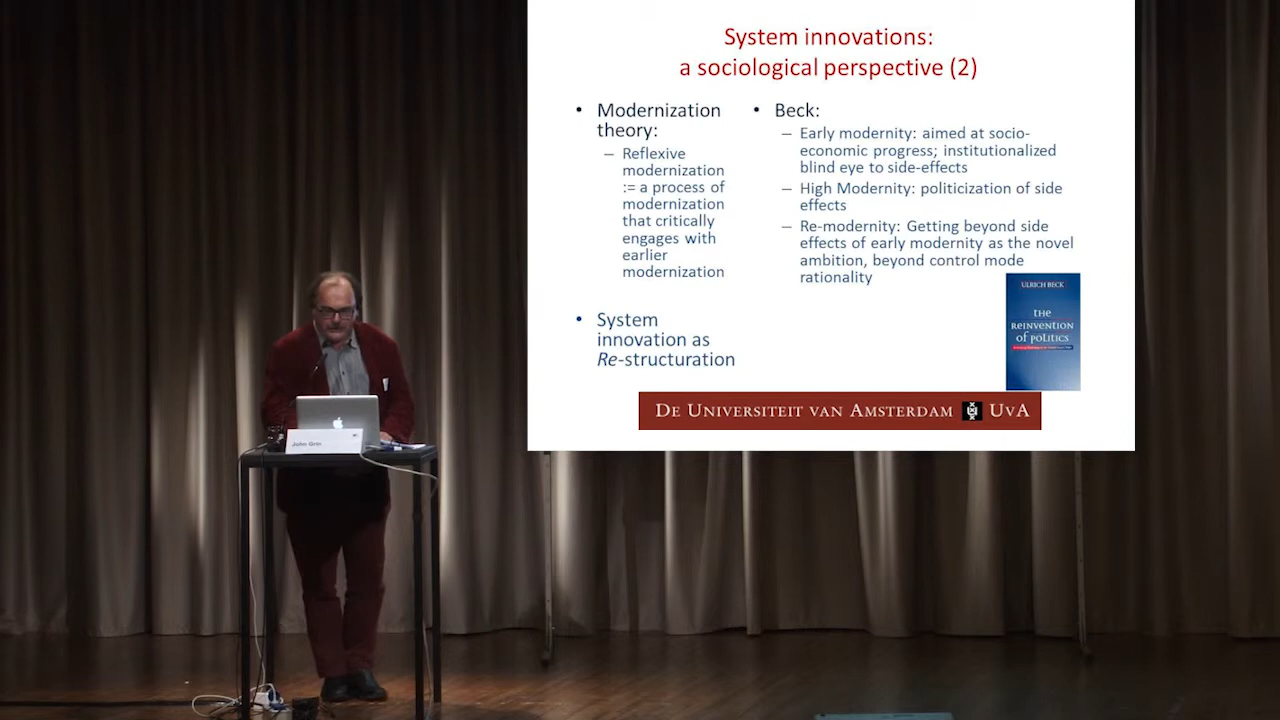 System innovations:
a sociological perspective (2)
• Modernization
theory:
– Reflexive
modernization
:= a process of
modernization
that critically
engages with
earlier
modernization
• System
innovation as
Re-structuration
• Beck:
– Early modernity: aimed at socio-
economic progress; institutionalized
blind eye to side-effects
– High Modernity: politicization of side
effects
– Re-modernity: Getting beyond side
effects of early modernity as the novel
ambition, beyond control mode
rationality
ULRICH BECK
THE
REINVENTION
OF POLITICS
DE UNIVERSITEIT VAN AMSTERDAM UVA
John Grin